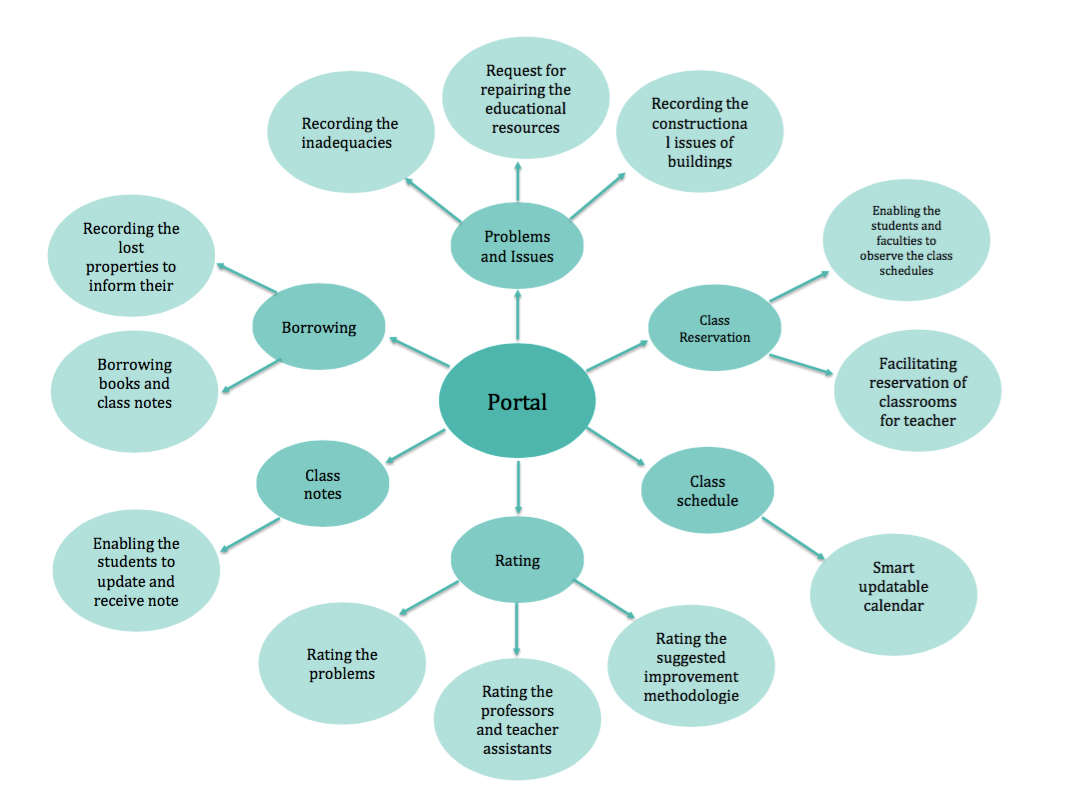 Request for
repairing the
educational
resources
Recording the
inadequacies
Recording the
constructiona
l issues of
buildings
Problems
and Issues
Recording the
lost
properties to
inform their
Borrowing
Borrowing
books and
class notes
Enabling the
students and
faculties to
observe the class
schedules
Class
Reservation
Facilitating
reservation of
classrooms
for teacher
Portal
Class
notes
Enabling the
students to
update and
receive note
Class
schedule
Smart
updatable
calendar
Rating
Rating the
problems
Rating the
professors
and teacher
assistants
Rating the
suggested
improvement
methodologie